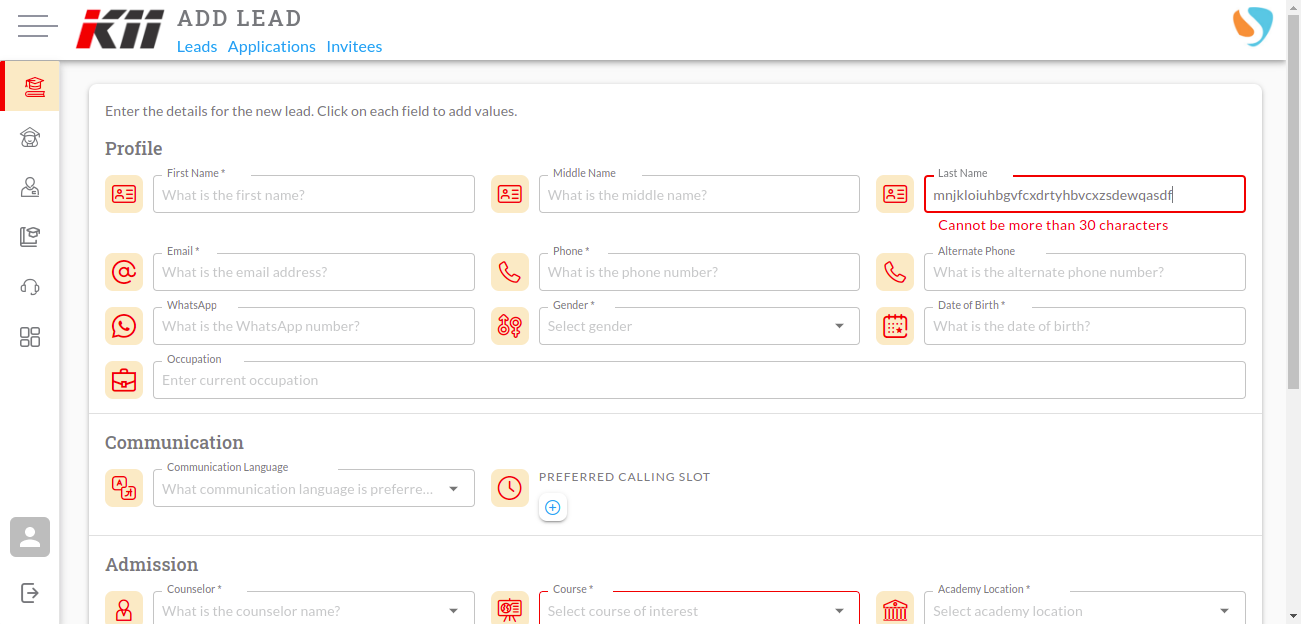 KII
ADD LEAD
Leads Applications Invitees
Enter the details for the new lead. Click on each field to add values.
Profile
First Name *
What is the first name?
Middle Name
What is the middle name?
Last Name
mnjkloiuhbgvfcxdrtyhbvcxzsdewqasdf
Cannot be more than 30 characters
Email *
What is the email address?
Phone *
What is the phone number?
Alternate Phone
What is the alternate phone number?
WhatsApp
What is the WhatsApp number?
Gender *
Select gender
Date of Birth *
What is the date of birth?
Occupation
Enter current occupation
Communication
Communication Language
What communication language is preferre...
PREFERRED CALLING SLOT
Admission
Counselor *
What is the counselor name?
Course *
Select course of interest
Academy Location *
Select academy location